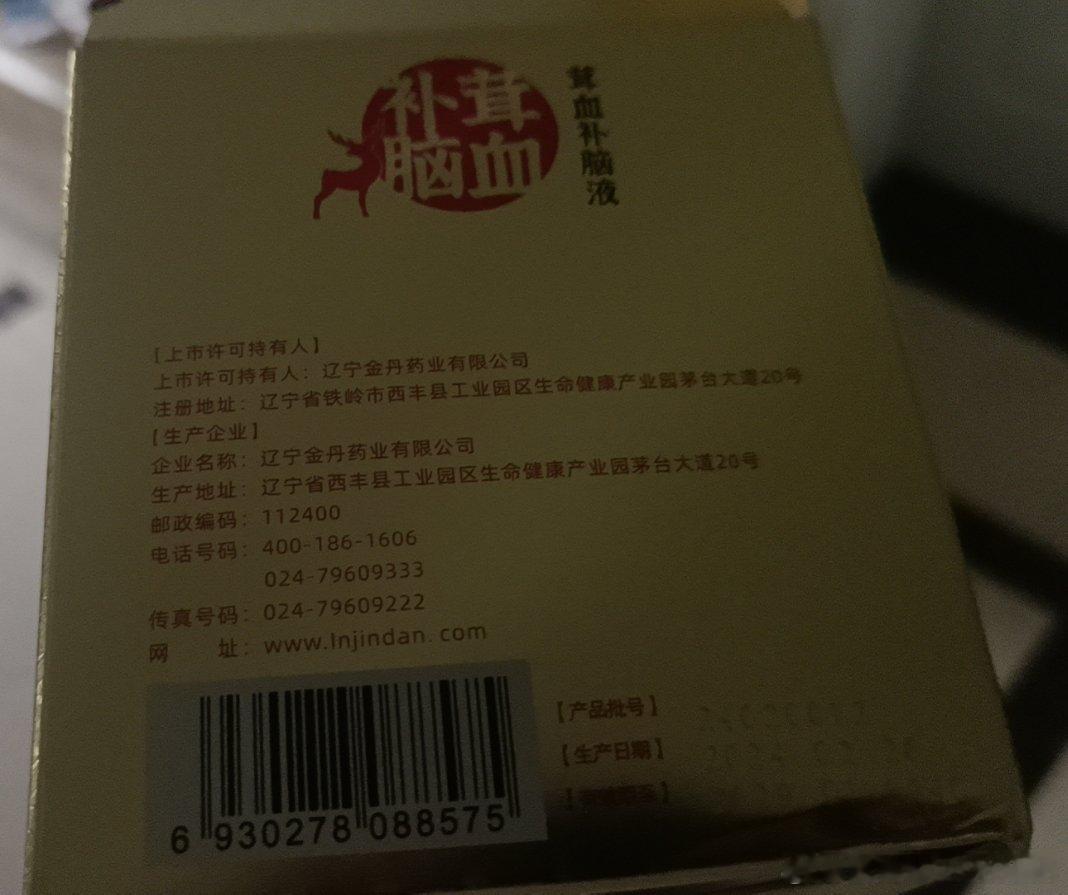 茸血
补脑
茸血补脑液
【上市许可持有人】
上市许可持有人：辽宁金丹药业有限公司
注册地址：辽宁省铁岭市西丰县工业园区生命健康产业园茅台大道20号
【生产企业】
企业名称：辽宁金丹药业有限公司
生产地址：辽宁省西丰县工业园区生命健康产业园茅台大道20号
邮政编码：112400
电话号码：400-186-1606
024-79609333
传真号码：024-79609222
网 址：www.lnjindan.com
【产品批号】
【生产日期】
6 930278 088575